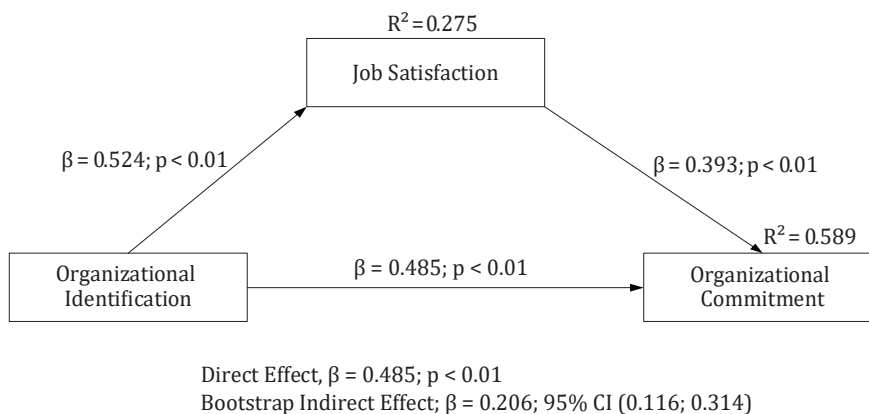 R² = 0.275
Job Satisfaction
β = 0.524; p < 0.01
β = 0.393; p < 0.01
R² = 0.589
Organizational
Identification
β = 0.485; p < 0.01
Organizational
Commitment
Direct Effect, β = 0.485; p < 0.01
Bootstrap Indirect Effect; β = 0.206; 95% CI (0.116; 0.314)